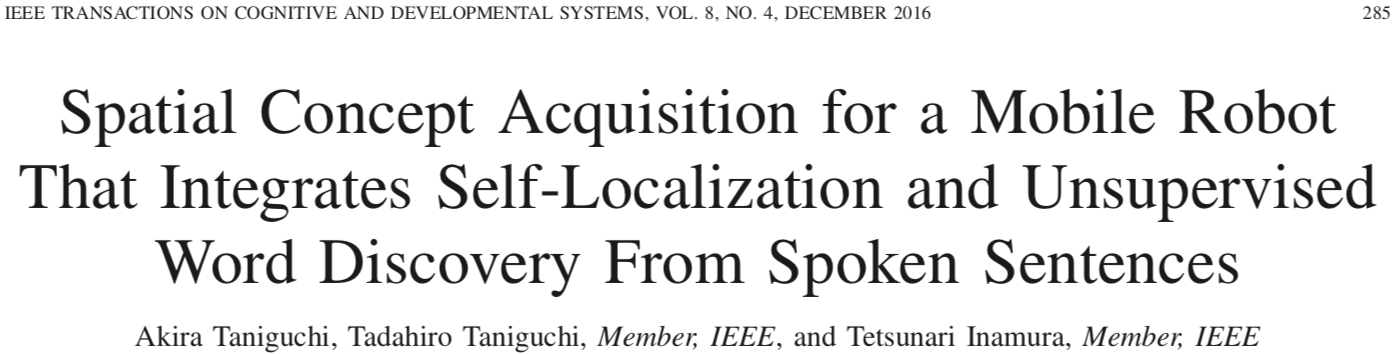 IEEE TRANSACTIONS ON COGNITIVE AND DEVELOPMENTAL SYSTEMS, VOL. 8, NO. 4, DECEMBER 2016 285
Spatial Concept Acquisition for a Mobile Robot
That Integrates Self-Localization and Unsupervised
Word Discovery From Spoken Sentences
Akira Taniguchi, Tadahiro Taniguchi, Member, IEEE, and Tetsunari Inamura, Member, IEEE